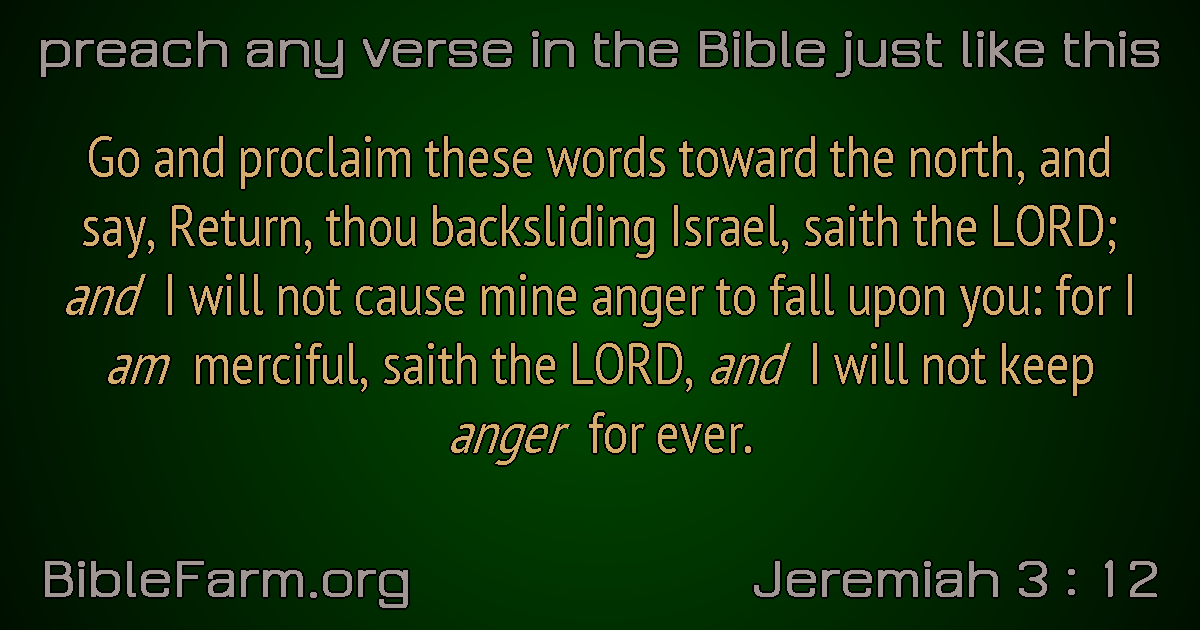 preach any verse in the Bible just like this
Go and proclaim these words toward the north, and
say, Return, thou backsliding Israel, saith the LORD;
and I will not cause mine anger to fall upon you: for I
am merciful, saith the LORD, and I will not keep
anger for ever.
BibleFarm.org
Jeremiah 3 : 12